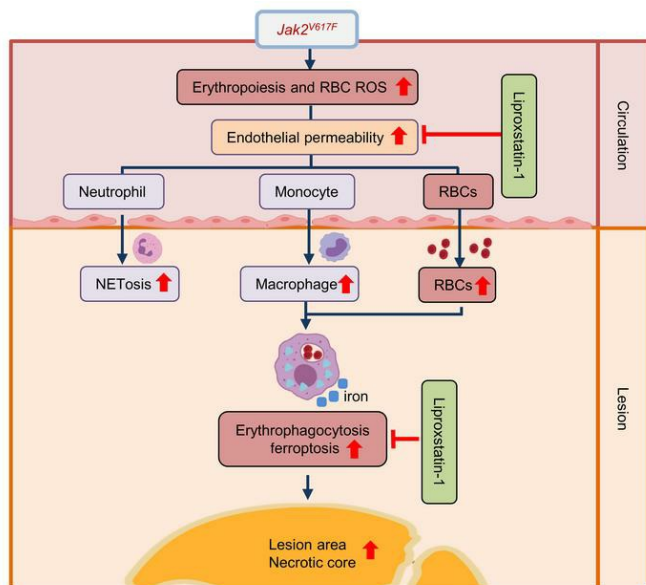 Jak2V617F
Erythropoiesis and RBC ROS
Endothelial permeability
Liproxstatin-1
Circulation
Neutrophil
Monocyte
RBCs
NETosis
Macrophage
RBCs
iron
Erythrophagocytosis
ferroptosis
Liproxstatin-1
Lesion
Lesion area
Necrotic core